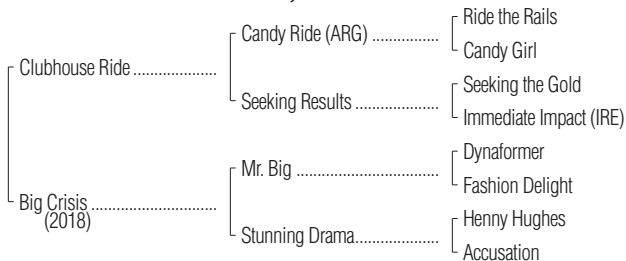 Ride the Rails
Candy Ride (ARG) ................
Candy Girl
Clubhouse Ride ....................
Seeking the Gold
Seeking Results ....................
Immediate Impact (IRE)
Dynaformer
Mr. Big ..................................
Fashion Delight
Big Crisis ..............................
(2018)
Henny Hughes
Stunning Drama....................
Accusation